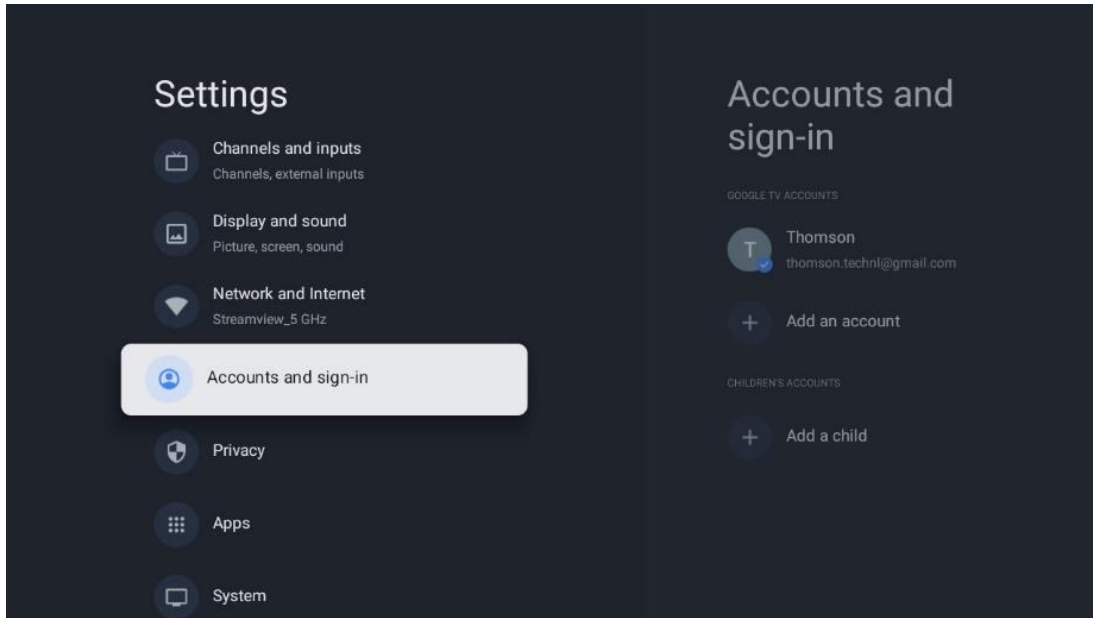 Settings
Channels and inputs
Channels, external inputs
Display and sound
Picture, screen, sound
Network and Internet
Streamview_5 GHz
Accounts and sign-in
Privacy
Apps
System
Accounts and
sign-in
GOOGLE TV ACCOUNTS
T
Thomson
thomson.technl@gmail.com
Add an account
CHILDREN'S ACCOUNTS
Add a child